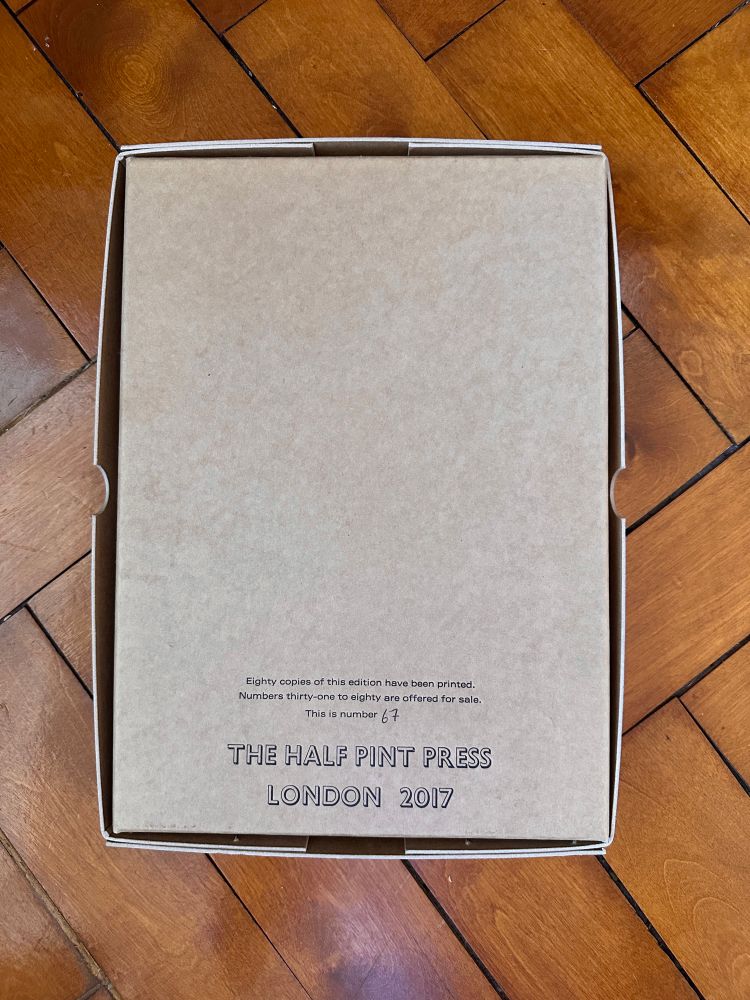 Eighty copies of this edition have been printed.
Numbers thirty-one to eighty are offered for sale.
This is number 67
THE HALF PINT PRESS
LONDON 2017